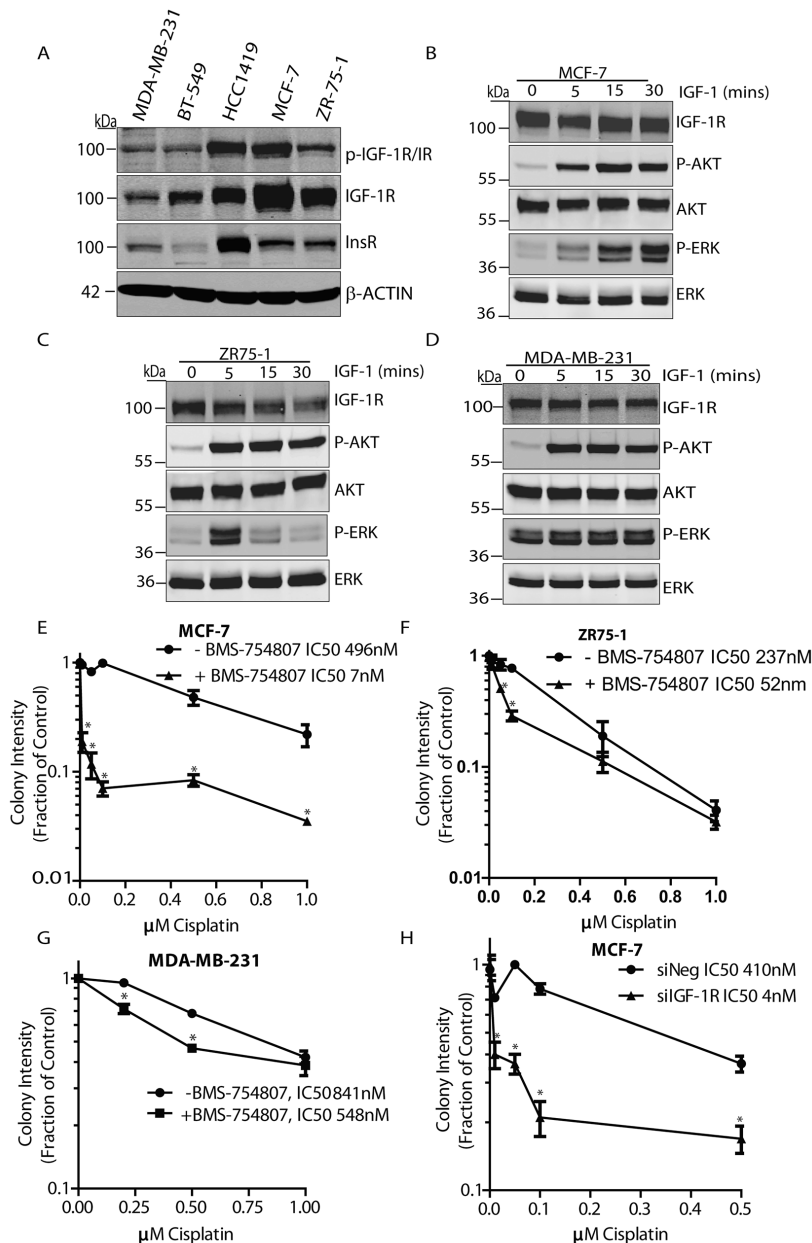 A
MDA-MB-231
BT-549
HCC1419
MCF-7
ZR-75-1
kDa
100
p-IGF-1R/IR
100
IGF-1R
100
InsR
42
β-ACTIN
B
MCF-7
kDa
0 5 15 30 IGF-1 (mins)
100
IGF-1R
55
P-AKT
55
AKT
36
P-ERK
36
ERK
C
ZR75-1
kDa
0 5 15 30 IGF-1 (mins)
100
IGF-1R
55
P-AKT
55
AKT
36
P-ERK
36
ERK
D
MDA-MB-231
kDa
0 5 15 30 IGF-1 (mins)
100
IGF-1R
55
P-AKT
55
AKT
36
P-ERK
36
ERK
E
MCF-7
- BMS-754807 IC50 496nM
+ BMS-754807 IC50 7nM
Colony Intensity
(Fraction of Control)
1
0.1
0.01
* * * * *
0.0 0.2 0.4 0.6 0.8 1.0
µM Cisplatin
F
ZR75-1
- BMS-754807 IC50 237nM
+ BMS-754807 IC50 52nm
Colony Intensity
(Fraction of Control)
1
0.1
0.01
* *
0.0 0.2 0.4 0.6 0.8 1.0
µM Cisplatin
G
MDA-MB-231
-BMS-754807, IC50 841nM
+BMS-754807, IC50 548nM
Colony Intensity
(Fraction of Control)
1
0.1
* *
0.00 0.25 0.50 0.75 1.00
µM Cisplatin
H
MCF-7
siNeg IC50 410nM
siIGF-1R IC50 4nM
Colony Intensity
(Fraction of Control)
1
0.1
* * * *
0.0 0.1 0.2 0.3 0.4 0.5
µM Cisplatin